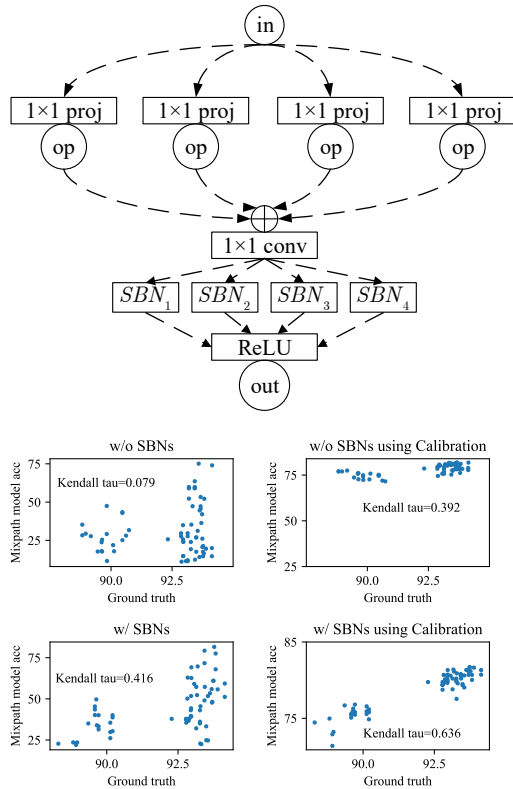 in
1×1 proj 1×1 proj 1×1 proj 1×1 proj
op op op op
1×1 conv
SBN1 SBN2 SBN3 SBN4
ReLU
out
w/o SBNs
Mixpath model acc
75
50
25
Kendall tau=0.079
90.0 92.5
Ground truth
w/o SBNs using Calibration
Mixpath model acc
75
50
25
Kendall tau=0.392
90.0 92.5
Ground truth
w/ SBNs
Mixpath model acc
75
50
25
Kendall tau=0.416
90.0 92.5
Ground truth
w/ SBNs using Calibration
Mixpath model acc
85
75
Kendall tau=0.636
90.0 92.5
Ground truth